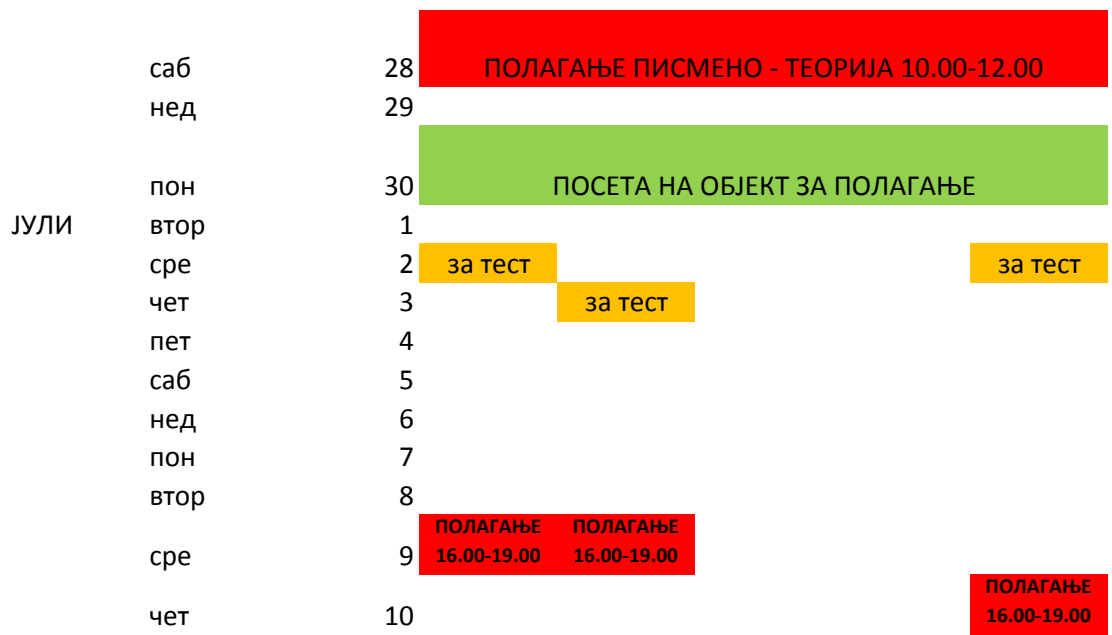 саб 28 ПОЛАГАЊЕ ПИСМЕНО - ТЕОРИЈА 10.00-12.00
нед 29
пон 30 ПОСЕТА НА ОБЈЕКТ ЗА ПОЛАГАЊЕ
ЈУЛИ втор 1
сре 2 за тест за тест
чет 3 за тест
пет 4
саб 5
нед 6
пон 7
втор 8
ПОЛАГАЊЕ ПОЛАГАЊЕ
сре 9 16.00-19.00 16.00-19.00
ПОЛАГАЊЕ
чет 10 16.00-19.00